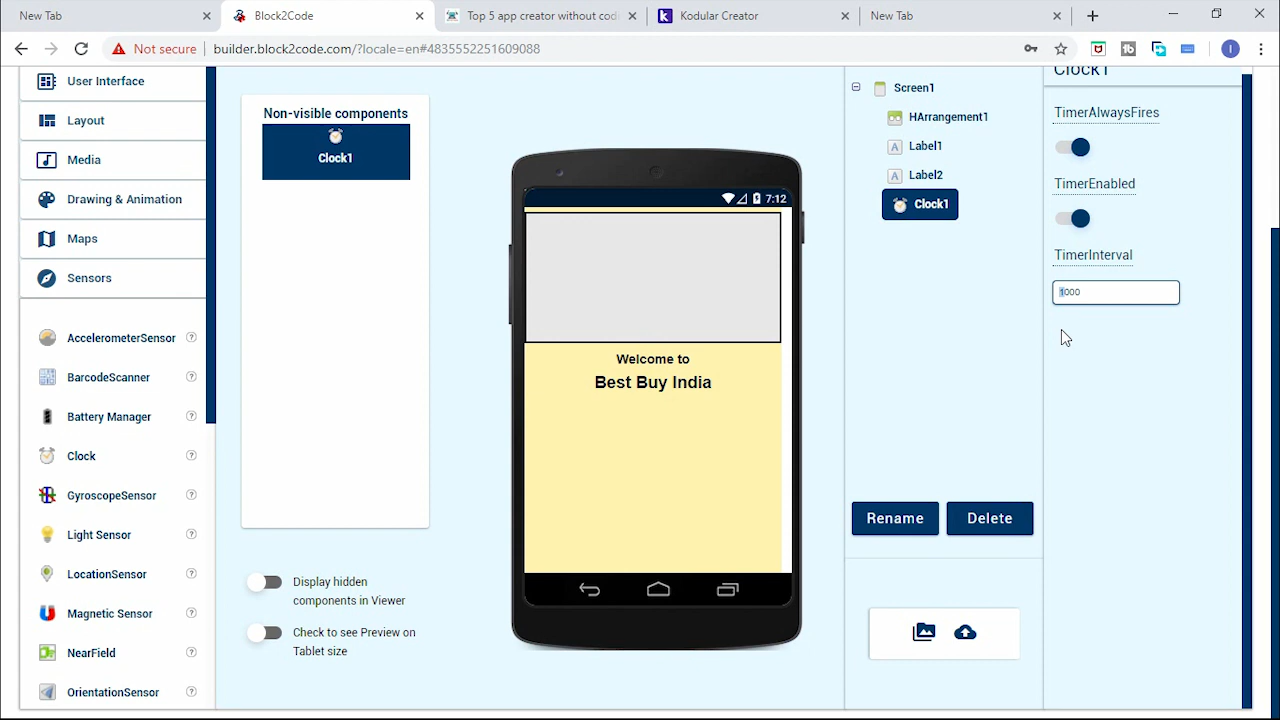 New Tab
Block2Code
Top 5 app creator without codi
Kodular Creator
New Tab
Not secure
builder.block2code.com/?locale=en#4835552251609088
User Interface
Layout
Media
Drawing & Animation
Maps
Sensors
AccelerometerSensor
BarcodeScanner
Battery Manager
Clock
GyroscopeSensor
Light Sensor
LocationSensor
Magnetic Sensor
NearField
OrientationSensor
Non-visible components
Clock1
Display hidden
components in Viewer
Check to see Preview on
Tablet size
7:12
Welcome to
Best Buy India
Screen1
HArrangement1
Label1
Label2
Clock1
Rename
Delete
Clock1
TimerAlwaysFires
TimerEnabled
TimerInterval
1000